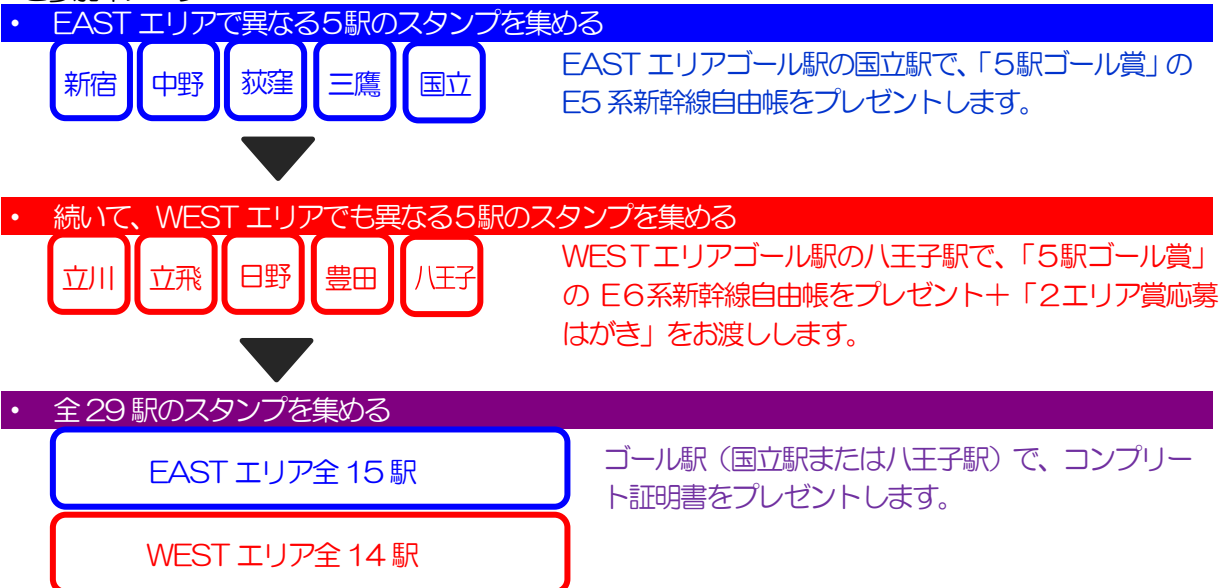 • EAST エリアで異なる5駅のスタンプを集める
新宿 中野 荻窪 三鷹 国立
EAST エリアゴール駅の国立駅で、「5駅ゴール賞」の
E5 系新幹線自由帳をプレゼントします。
• 続いて、WEST エリアでも異なる5駅のスタンプを集める
立川 立飛 日野 豊田 八王子
WESTエリアゴール駅の八王子駅で、「5駅ゴール賞」
の E6系新幹線自由帳をプレゼント+「2エリア賞応募
はがき」をお渡しします。
• 全 29 駅のスタンプを集める
EAST エリア全 15 駅
WEST エリア全 14 駅
ゴール駅(国立駅または八王子駅)で、コンプリー
ト証明書をプレゼントします。